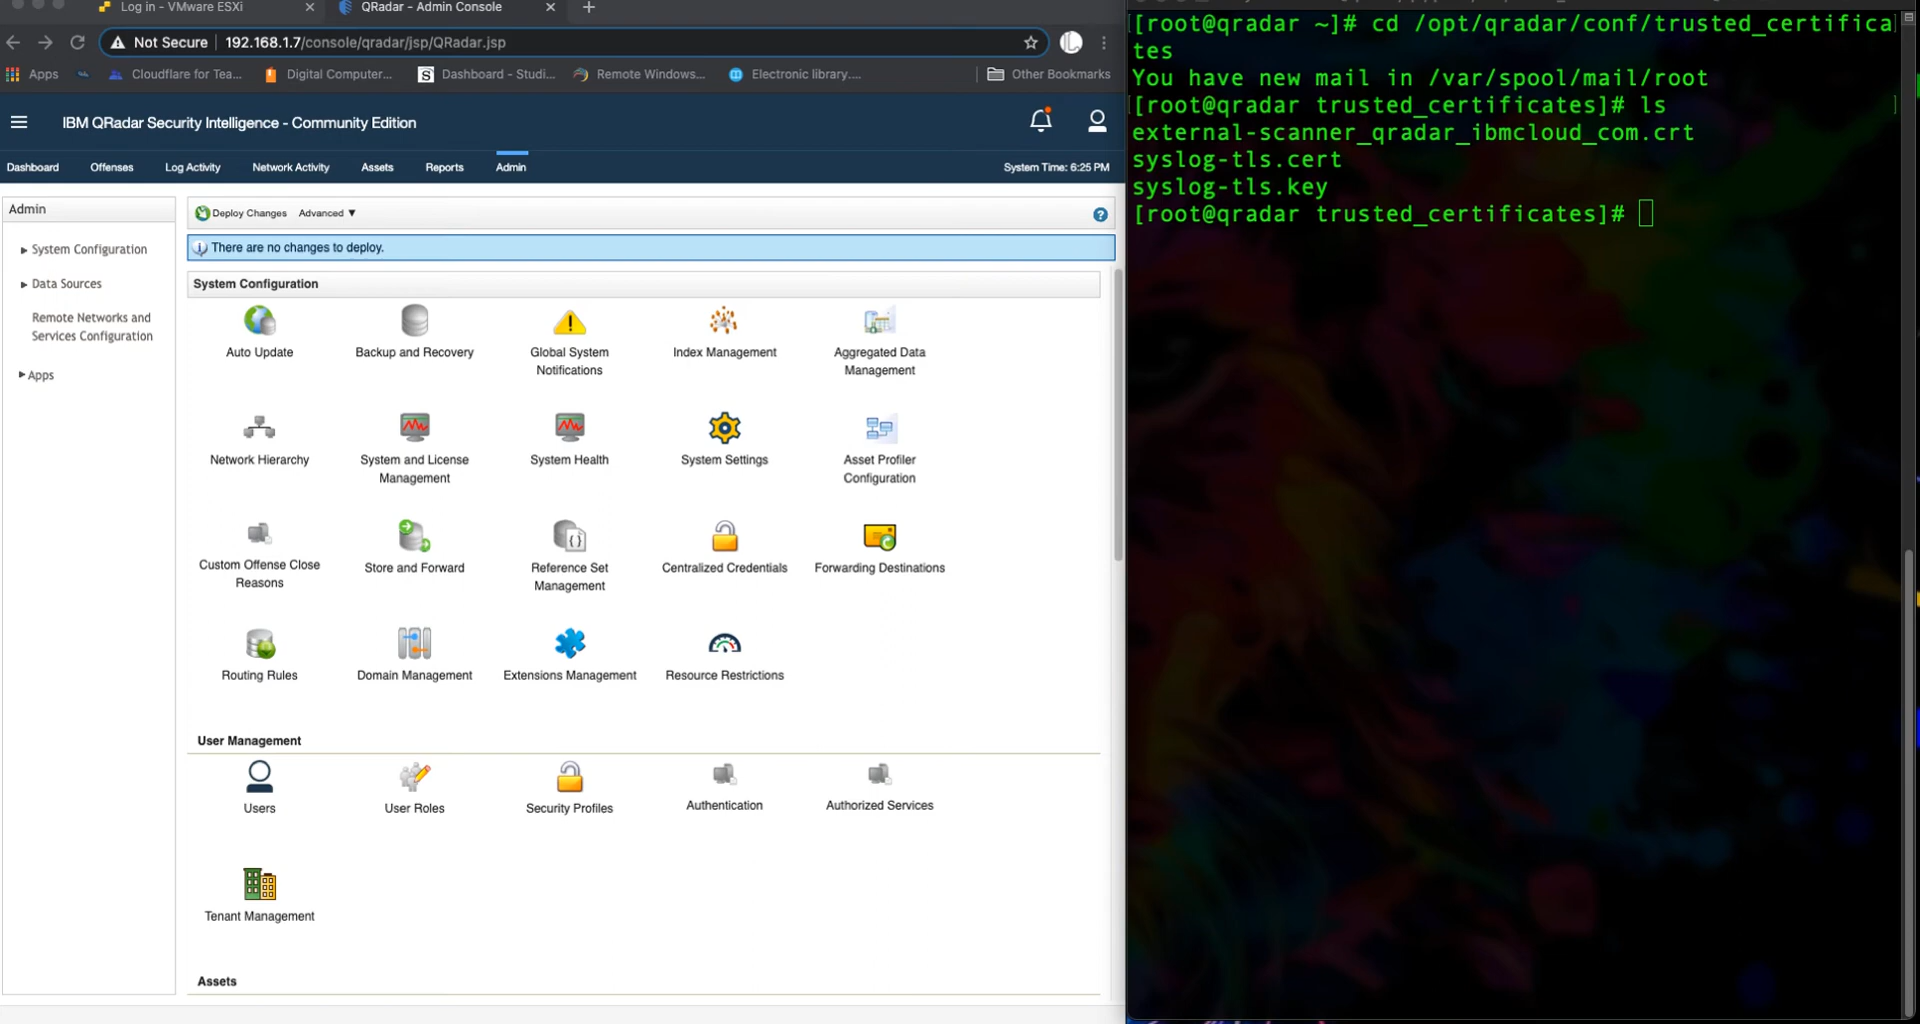 Log in - VMware ESXi
QRadar - Admin Console
Not Secure
192.168.1.7/console/qradar/jsp/QRadar.jsp
Apps
Cloudflare for Tea...
Digital Computer...
Dashboard - Studi...
Remote Windows...
Electronic library....
Other Bookmarks
IBM QRadar Security Intelligence - Community Edition
Dashboard
Offenses
Log Activity
Network Activity
Assets
Reports
Admin
System Time: 6:25 PM
Admin
System Configuration
Data Sources
Remote Networks and
Services Configuration
Apps
Deploy Changes
Advanced ▼
?
There are no changes to deploy.
System Configuration
Auto Update
Backup and Recovery
Global System
Notifications
Index Management
Aggregated Data
Management
Network Hierarchy
System and License
Management
System Health
System Settings
Asset Profiler
Configuration
Custom Offense Close
Reasons
Store and Forward
Reference Set
Management
Centralized Credentials
Forwarding Destinations
Routing Rules
Domain Management
Extensions Management
Resource Restrictions
User Management
Users
User Roles
Security Profiles
Authentication
Authorized Services
Tenant Management
Assets
[root@qradar ~]# cd /opt/qradar/conf/trusted_certifica
tes
You have new mail in /var/spool/mail/root
[root@qradar trusted_certificates]# ls
external-scanner_qradar_ibmcloud_com.crt
syslog-tls.cert
syslog-tls.key
[root@qradar trusted_certificates]#